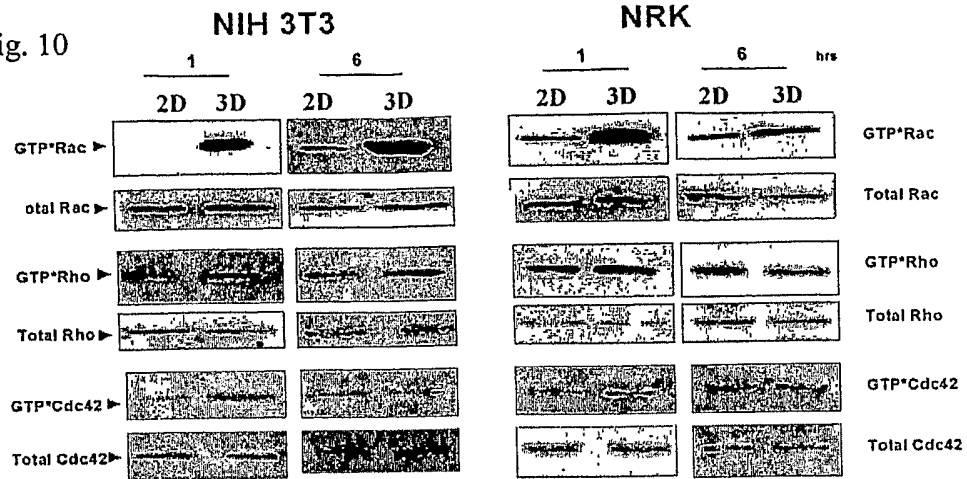 ig. 10
NIH 3T3
NRK
1
6
1
6
hrs
2D 3D 2D 3D 2D 3D 2D 3D
GTP*Rac
GTP*Rac
otal Rac
Total Rac
GTP*Rho
GTP*Rho
Total Rho
Total Rho
GTP*Cdc42
GTP*Cdc42
Total Cdc42
Total Cdc42